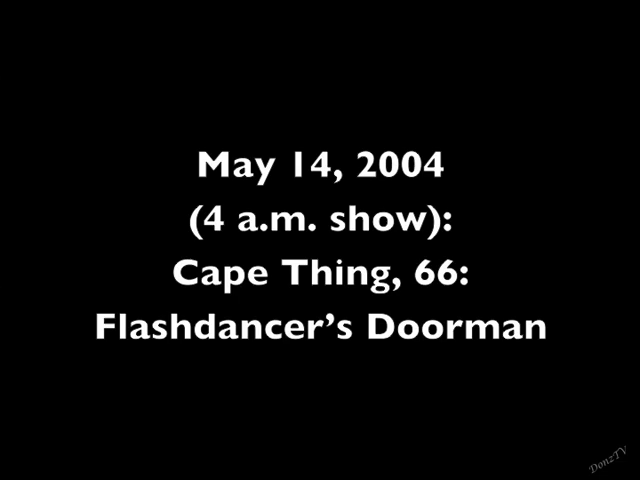 May 14, 2004
(4 a.m. show):
Cape Thing, 66:
Flashdancer’s Doorman
DonzTV